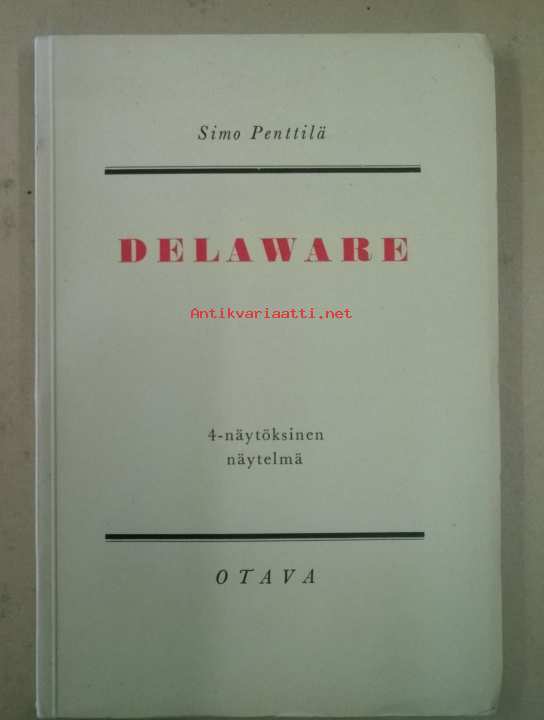 Simo Penttilä
DELAWARE
Antikvariaatti.net
4-näytöksinen
näytelmä
OTAVA